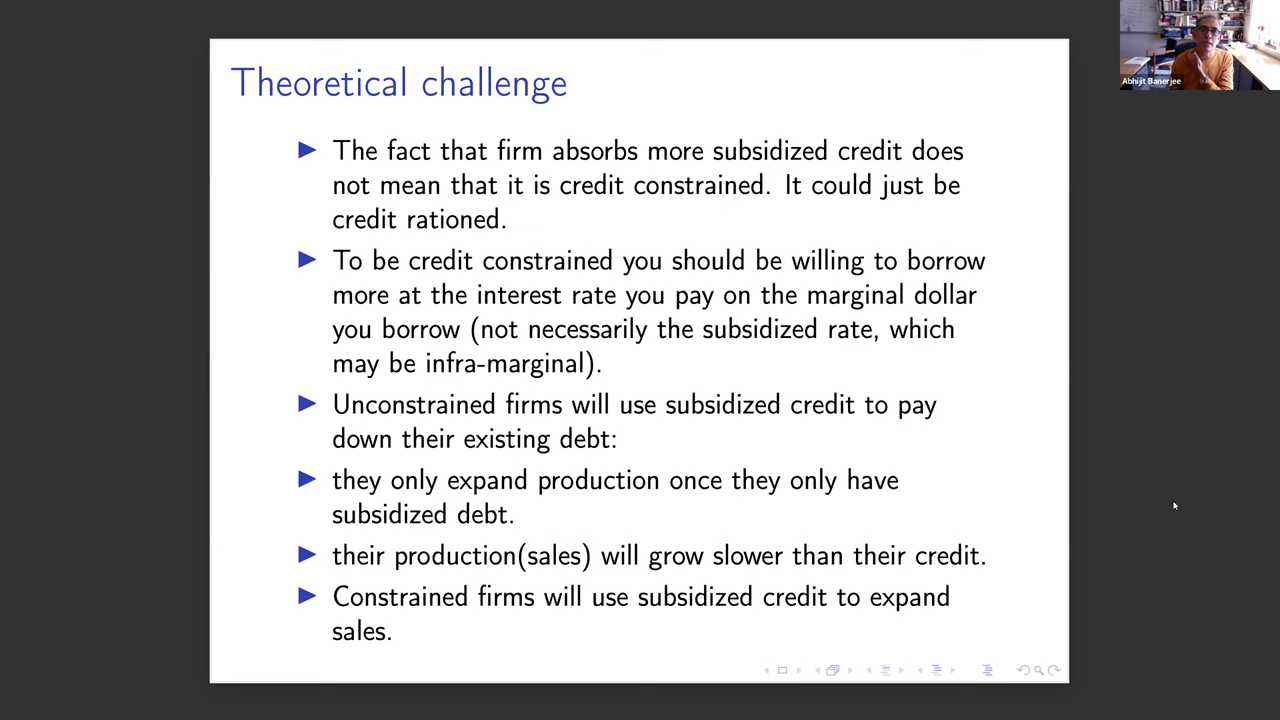 Theoretical challenge
The fact that firm absorbs more subsidized credit does
not mean that it is credit constrained. It could just be
credit rationed.
To be credit constrained you should be willing to borrow
more at the interest rate you pay on the marginal dollar
you borrow (not necessarily the subsidized rate, which
may be infra-marginal).
Unconstrained firms will use subsidized credit to pay
down their existing debt:
they only expand production once they only have
subsidized debt.
their production(sales) will grow slower than their credit.
Constrained firms will use subsidized credit to expand
sales.
Abhijit Banerjee